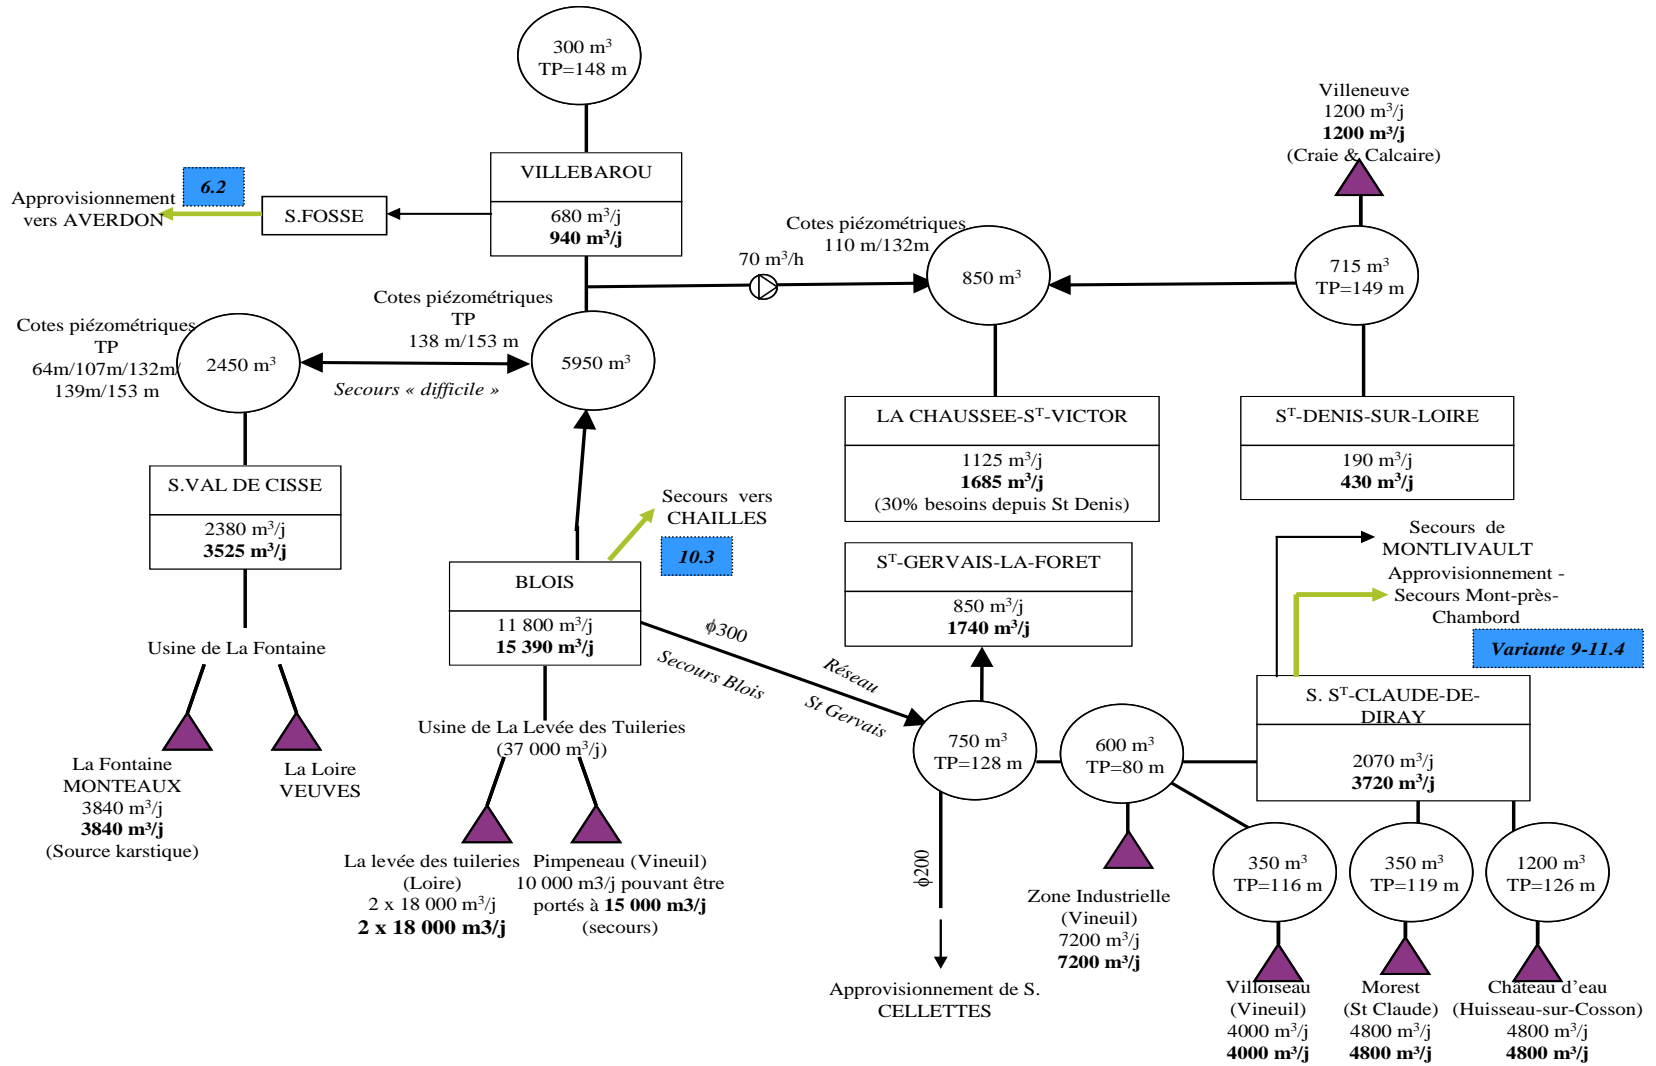 300 m³
TP=148 m
VILLEBAROU
680 m³/j
940 m³/j
6.2
Approvisionnement
vers AVERDON
S.FOSSE
Villeneuve
1200 m³/j
1200 m³/j
(Craie & Calcaire)
Cotes piézométriques
110 m/132m
70 m³/h
850 m³
715 m³
TP=149 m
Cotes piézométriques
TP
138 m/153 m
Cotes piézométriques
TP
64m/107m/132m/
139m/153 m
2450 m³
Secours « difficile »
5950 m³
LA CHAUSSEE-Sᵀ-VICTOR
1125 m³/j
1685 m³/j
(30% besoins depuis St Denis)
Sᵀ-DENIS-SUR-LOIRE
190 m³/j
430 m³/j
S.VAL DE CISSE
2380 m³/j
3525 m³/j
Secours vers
CHAILLES
10.3
BLOIS
11 800 m³/j
15 390 m³/j
Sᵀ-GERVAIS-LA-FORET
850 m³/j
1740 m³/j
Secours de
MONTLIVAULT
Approvisionnement -
Secours Mont-près-
Chambord
Variante 9-11.4
Usine de La Fontaine
ϕ300
Secours Blois
Réseau
St Gervais
S. Sᵀ-CLAUDE-DE-
DIRAY
2070 m³/j
3720 m³/j
Usine de La Levée des Tuileries
(37 000 m³/j)
750 m³
TP=128 m
600 m³
TP=80 m
La Fontaine
MONTEAUX
3840 m³/j
3840 m³/j
(Source karstique)
La Loire
VEUVES
La levée des tuileries
(Loire)
2 x 18 000 m³/j
2 x 18 000 m3/j
Pimpeneau (Vineuil)
10 000 m3/j pouvant être
portés à 15 000 m3/j
(secours)
ϕ200
Zone Industrielle
(Vineuil)
7200 m³/j
7200 m³/j
350 m³
TP=116 m
350 m³
TP=119 m
1200 m³
TP=126 m
Approvisionnement de S.
CELLETTES
Villoiseau
(Vineuil)
4000 m³/j
4000 m³/j
Morest
(St Claude)
4800 m³/j
4800 m³/j
Château d'eau
(Huisseau-sur-Cosson)
4800 m³/j
4800 m³/j